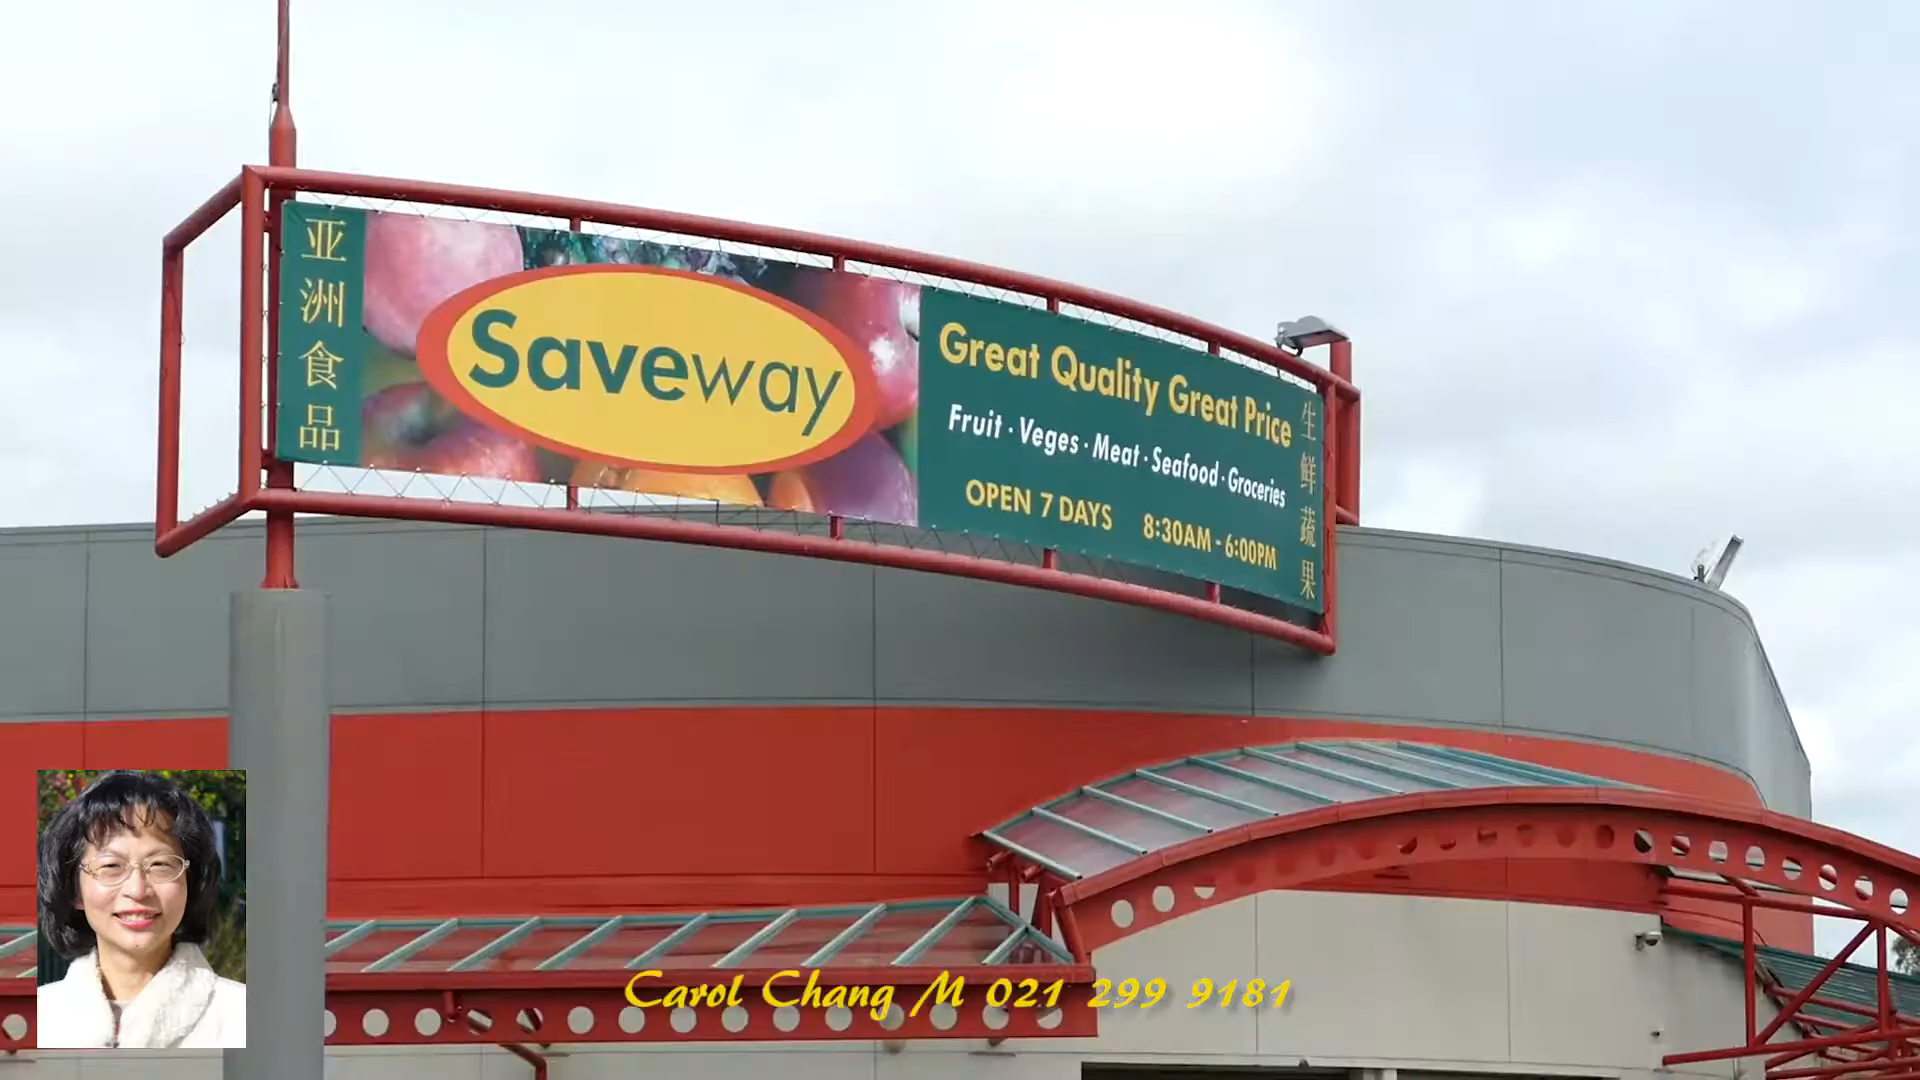 亚洲食品
Saveway
Great Quality Great Price
Fruit · Veges · Meat · Seafood · Groceries
OPEN 7 DAYS 8:30AM - 6:00PM
生鲜蔬果
Carol Chang M 021 299 9181